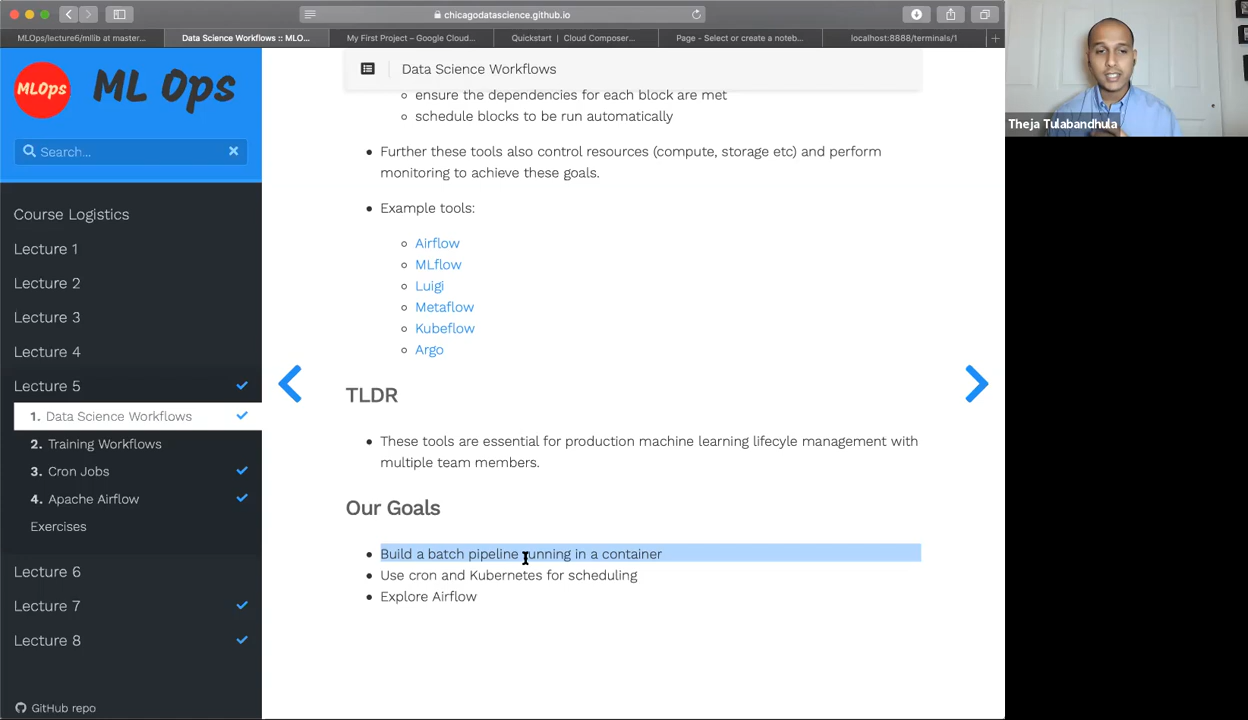 chicagodatascience.github.io
MLOps/lecture6/mllib at master...
Data Science Workflows :: MLO...
My First Project – Google Cloud...
Quickstart | Cloud Composer...
Page - Select or create a noteb...
localhost:8888/terminals/1
MLOps
ML Ops
Search...
Course Logistics
Lecture 1
Lecture 2
Lecture 3
Lecture 4
Lecture 5
1. Data Science Workflows
2. Training Workflows
3. Cron Jobs
4. Apache Airflow
Exercises
Lecture 6
Lecture 7
Lecture 8
GitHub repo
Data Science Workflows
ensure the dependencies for each block are met
schedule blocks to be run automatically
Further these tools also control resources (compute, storage etc) and perform
monitoring to achieve these goals.
Example tools:
Airflow
MLflow
Luigi
Metaflow
Kubeflow
Argo
TLDR
These tools are essential for production machine learning lifecyle management with
multiple team members.
Our Goals
Build a batch pipeline running in a container
Use cron and Kubernetes for scheduling
Explore Airflow
Theja Tulabandhula